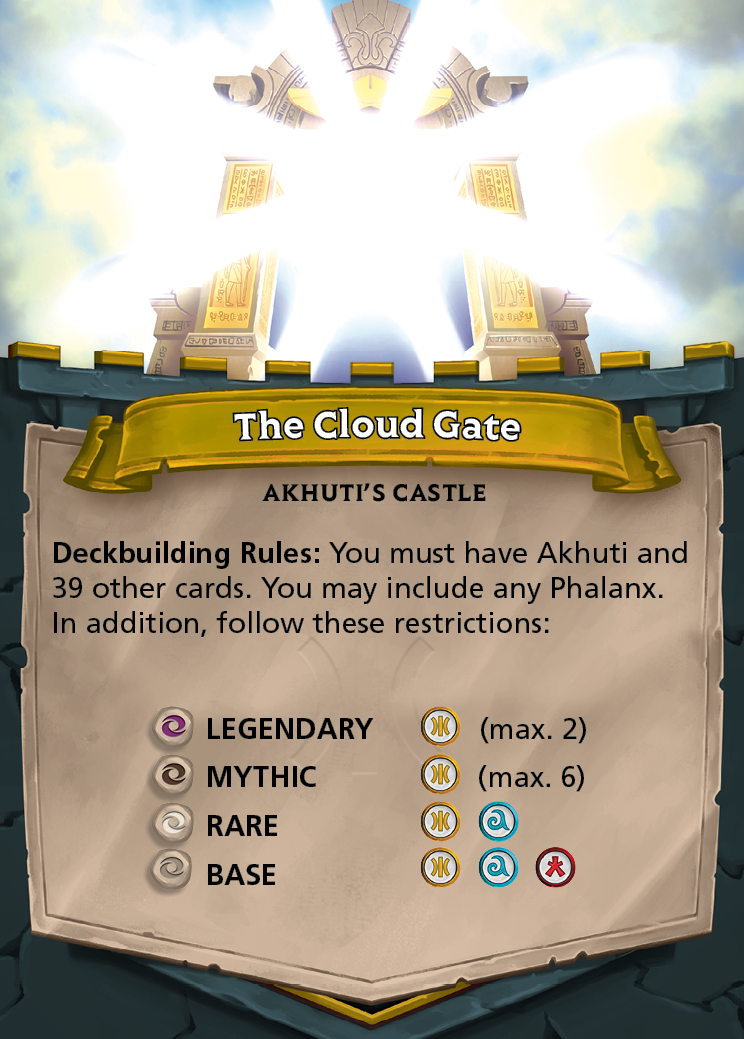 The Cloud Gate
AKHUTI'S CASTLE
Deckbuilding Rules: You must have Akhuti and
39 other cards. You may include any Phalanx.
In addition, follow these restrictions:
LEGENDARY (max. 2)
MYTHIC (max. 6)
RARE
BASE